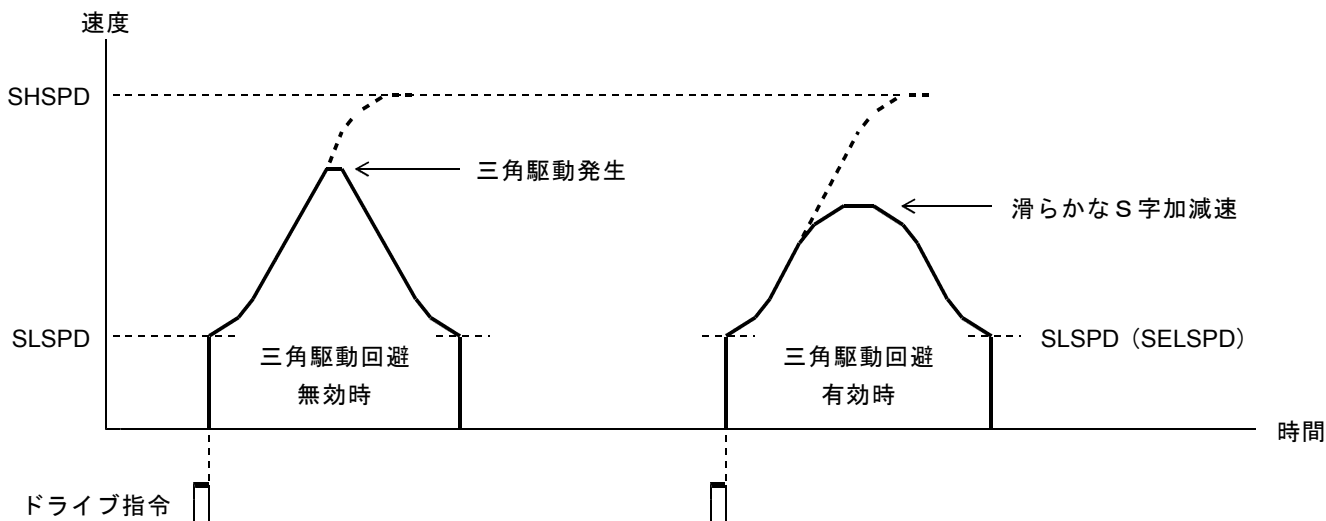 速度
SHSPD
三角駆動発生
滑らかなS字加減速
SLSPD
SLSPD（SELSPD）
三角駆動回避
無効時
三角駆動回避
有効時
時間
ドライブ指令